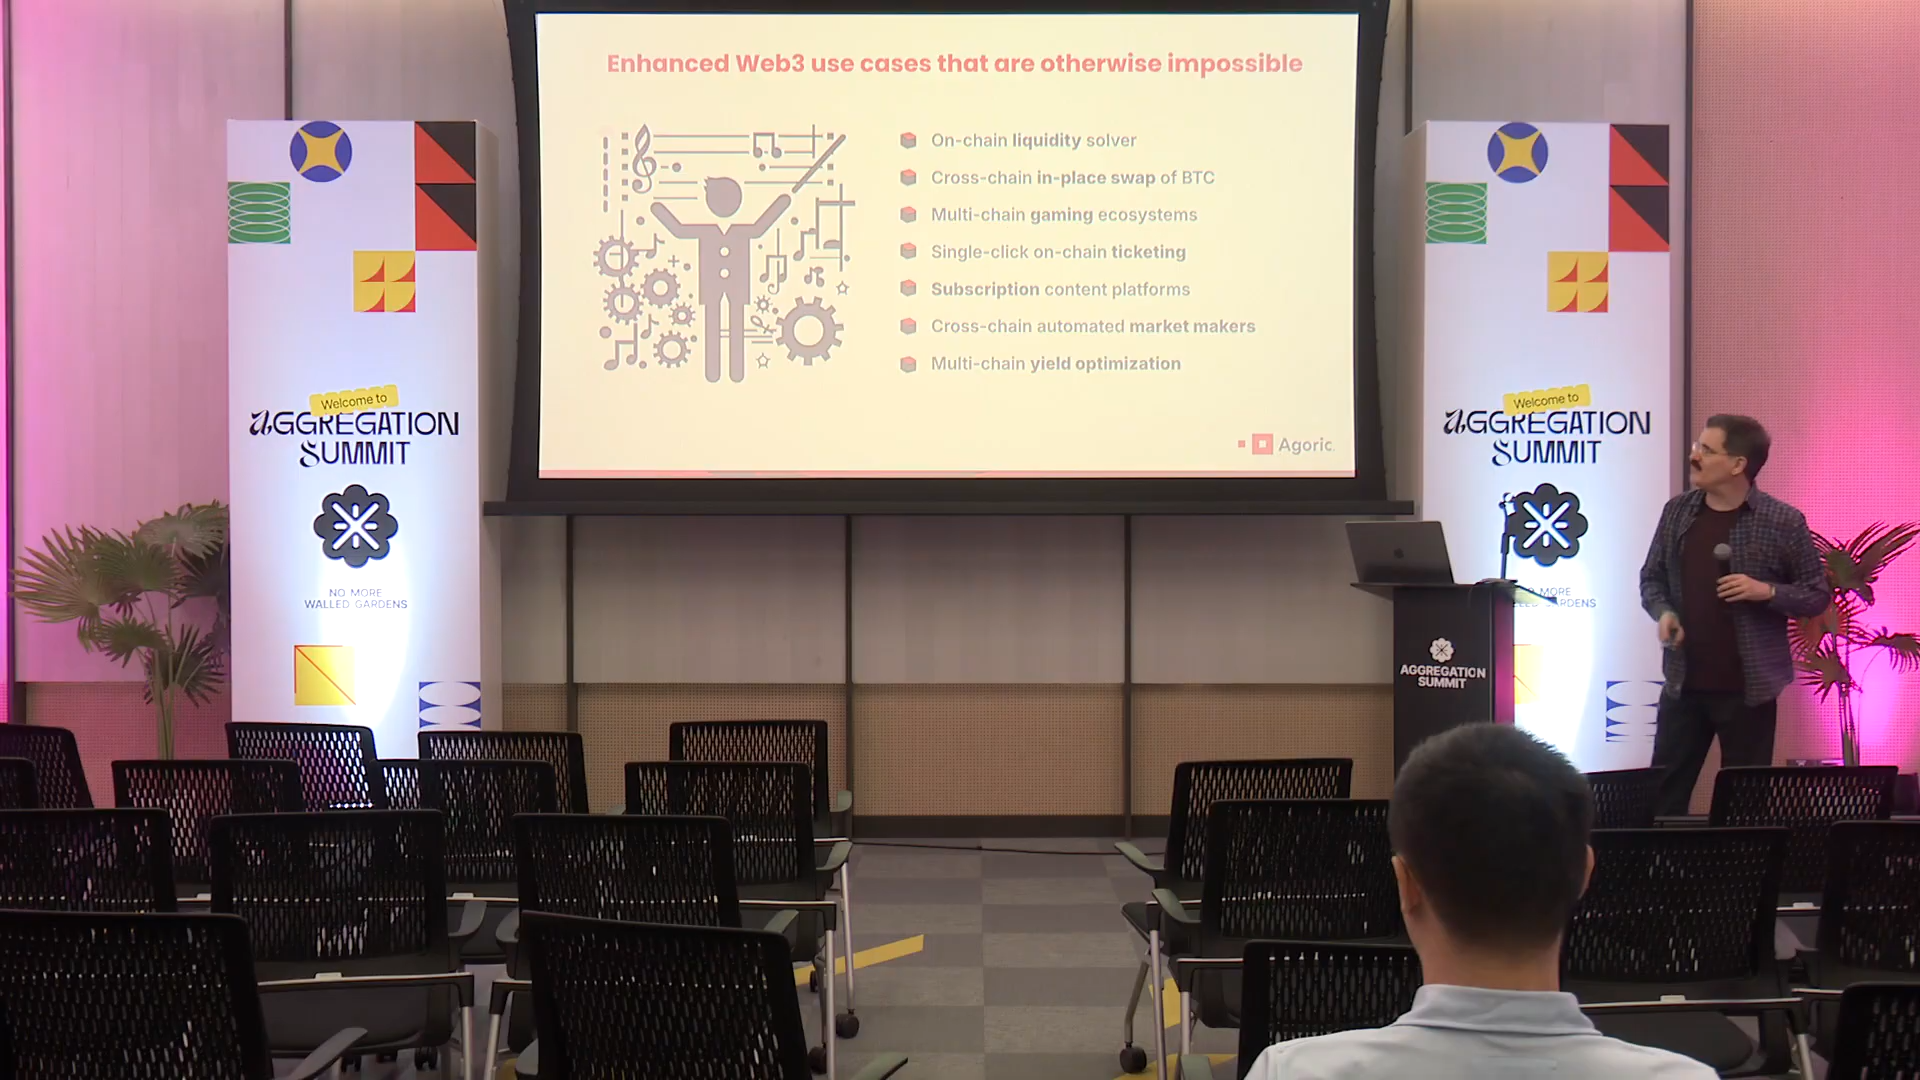 Enhanced Web3 use cases that are otherwise impossible
On-chain liquidity solver
Cross-chain in-place swap of BTC
Multi-chain gaming ecosystems
Single-click on-chain ticketing
Subscription content platforms
Cross-chain automated market makers
Multi-chain yield optimization
Agoric
Welcome to
AGGREGATION
SUMMIT
NO MORE
WALLED GARDENS
Welcome to
AGGREGATION
SUMMIT
MORE
AGGREGATION
SUMMIT